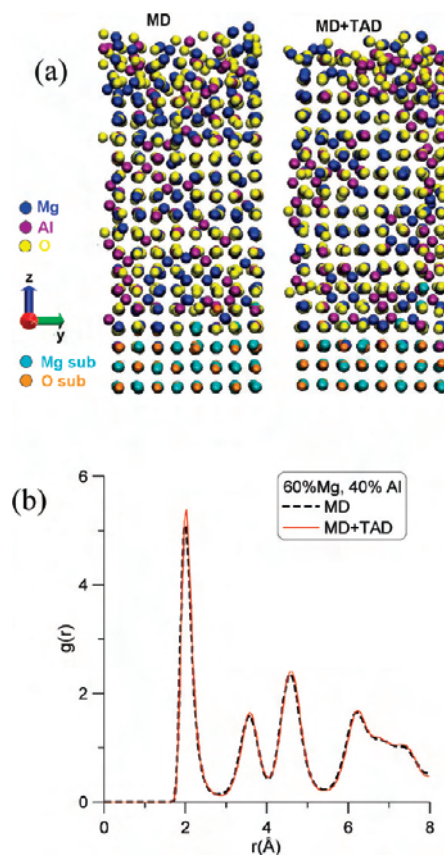 MD
MD+TAD
(a)
Mg
Al
O
z
y
Mg sub
O sub
(b)
6
60%Mg, 40% Al
MD
MD+TAD
4
g(r)
2
0
0
2
4
6
8
r(Å)